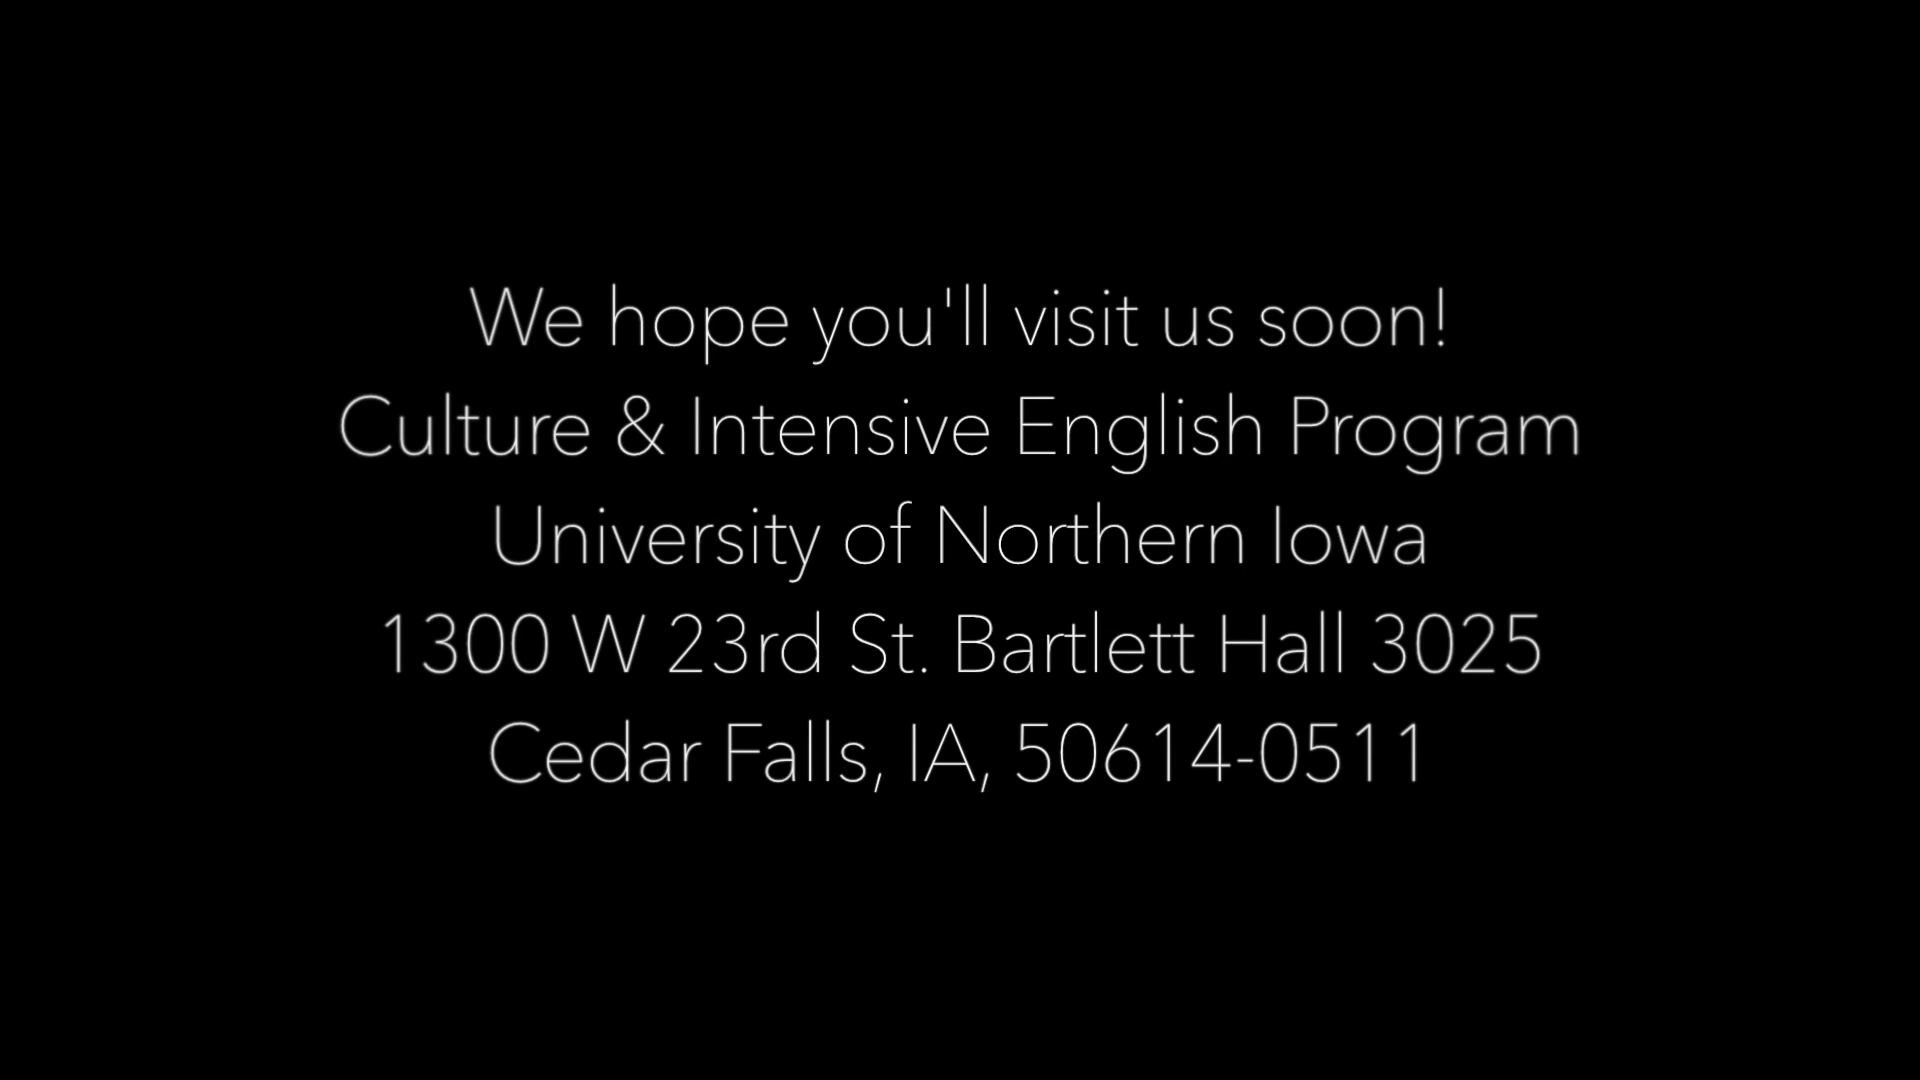 We hope you'll visit us soon!
Culture & Intensive English Program
University of Northern Iowa
1300 W 23rd St. Bartlett Hall 3025
Cedar Falls, IA, 50614-0511